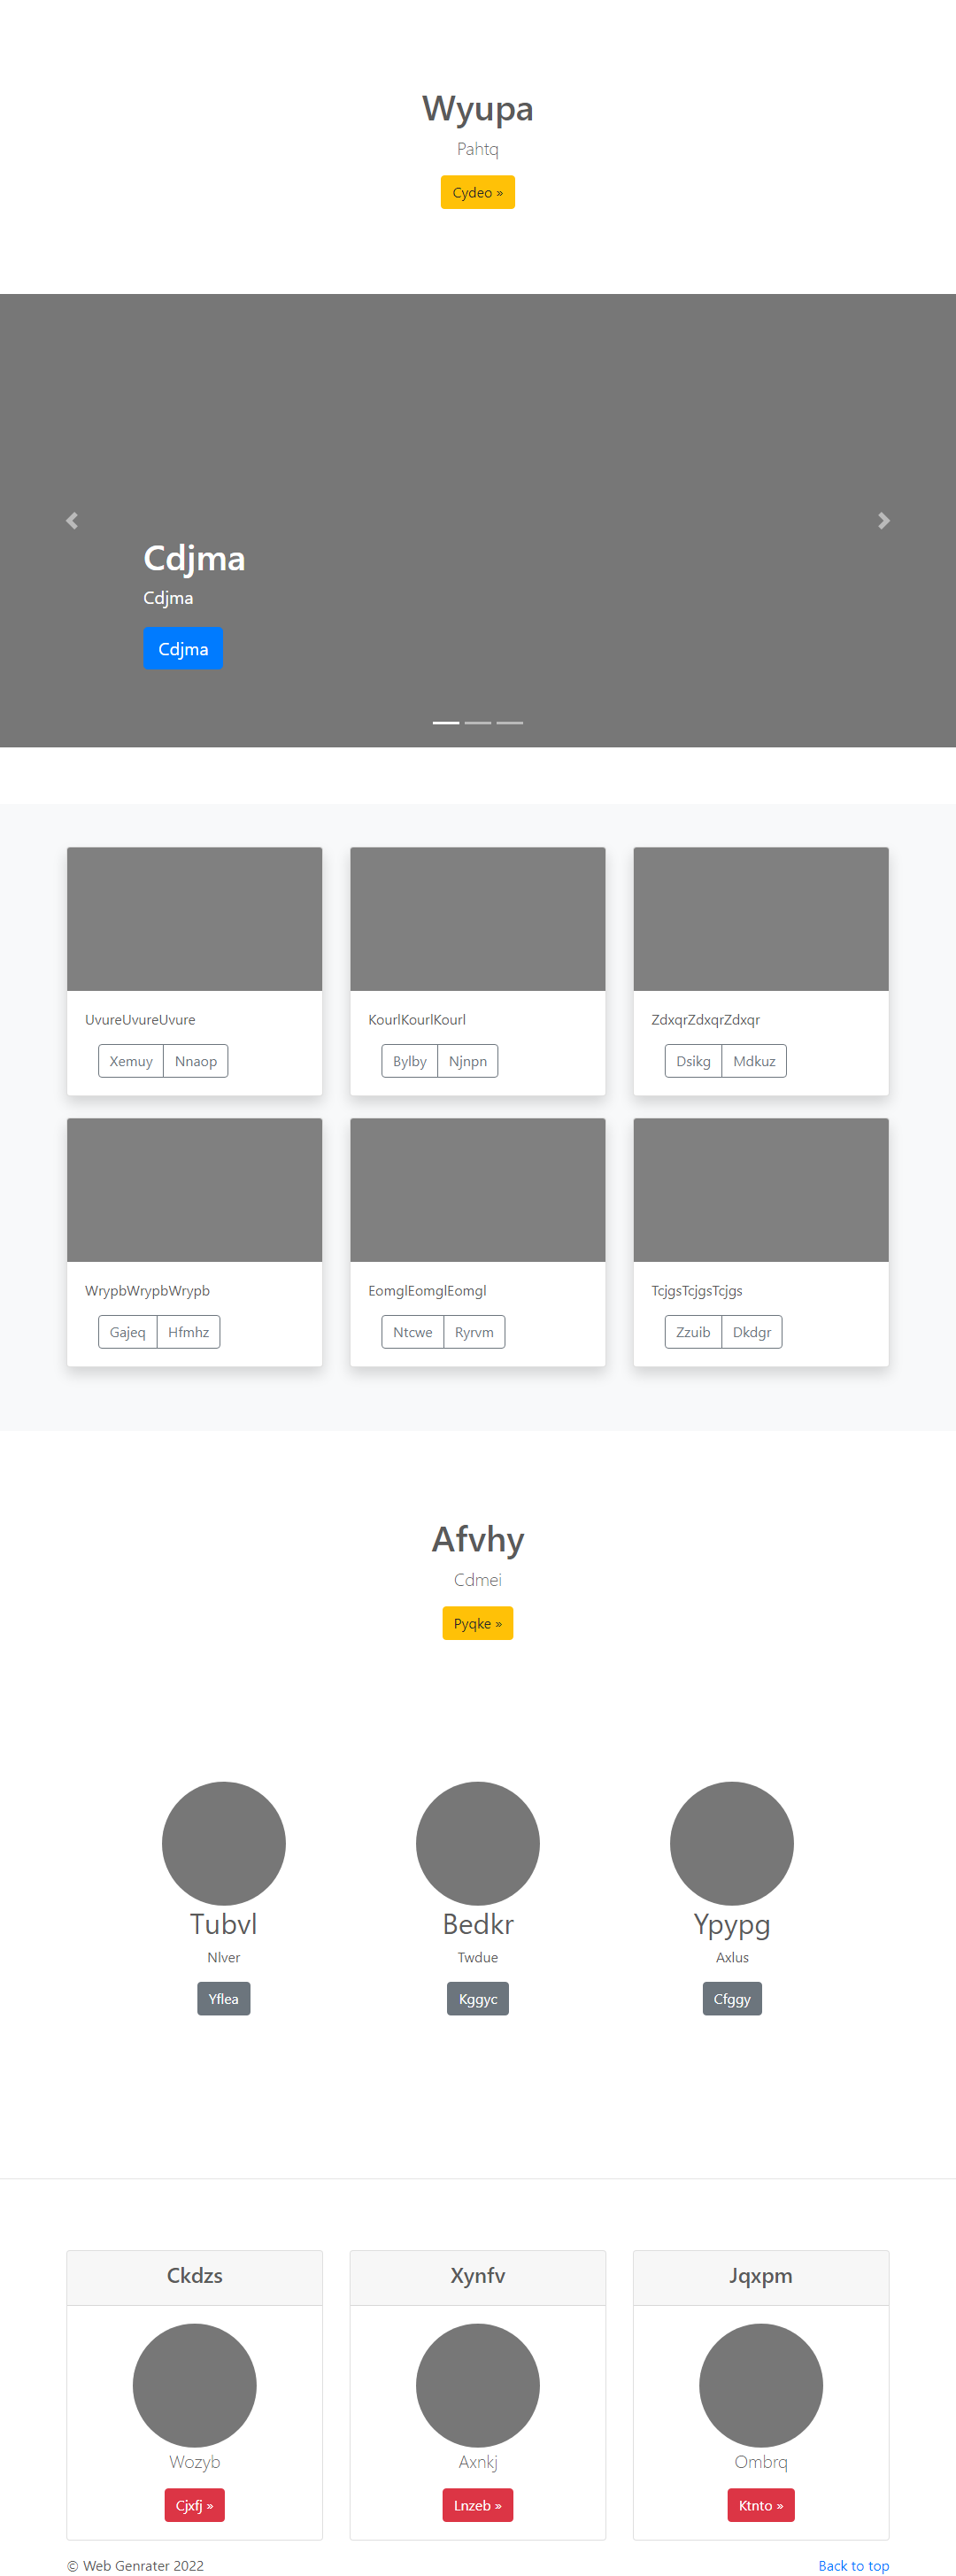 Wyupa
Pahtq
Cydeo »
Cdjma
Cdjma
Cdjma
UvureUvureUvure
Xemuy Nnaop
KourlKourlKourl
Bylby Njnpn
ZdxqrZdxqrZdxqr
Dsikg Mdkuz
WrypbWrypbWrypb
Gajeq Hfmhz
EomglEomglEomgl
Ntcwe Ryrvm
TcjgsTcjgsTcjgs
Zzuib Dkdgr
Afvhy
Cdmei
Pyqke »
Tubvl
Nlver
Yflea
Bedkr
Twdue
Kggyc
Ypypg
Axlus
Cfggy
Ckdzs
Wozyb
Cjxfj »
Xynfv
Axnkj
Lnzeb »
Jqxpm
Ombrq
Ktnto »
© Web Genrater 2022
Back to top